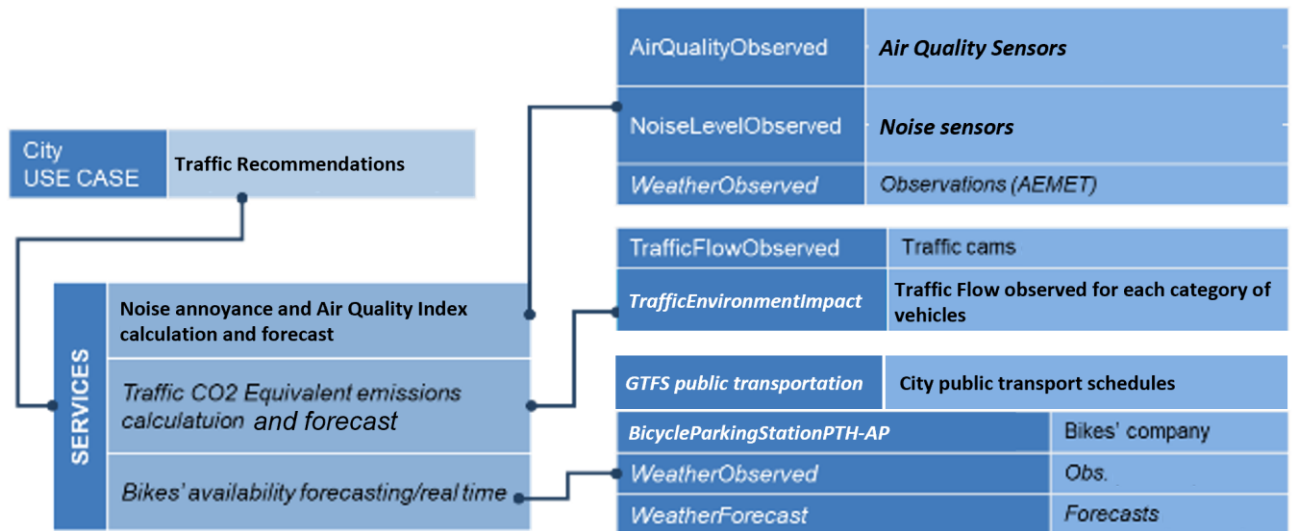 City
USE CASE
Traffic Recommendations
SERVICES
Noise annoyance and Air Quality Index
calculation and forecast
Traffic CO2 Equivalent emissions
calculatuion and forecast
Bikes' availability forecasting/real time
AirQualityObserved
Air Quality Sensors
NoiseLevelObserved
Noise sensors
WeatherObserved
Observations (AEMET)
TrafficFlowObserved
Traffic cams
TrafficEnvironmentImpact
Traffic Flow observed for each category of
vehicles
GTFS public transportation
City public transport schedules
BicycleParkingStationPTH-AP
Bikes' company
WeatherObserved
Obs.
WeatherForecast
Forecasts